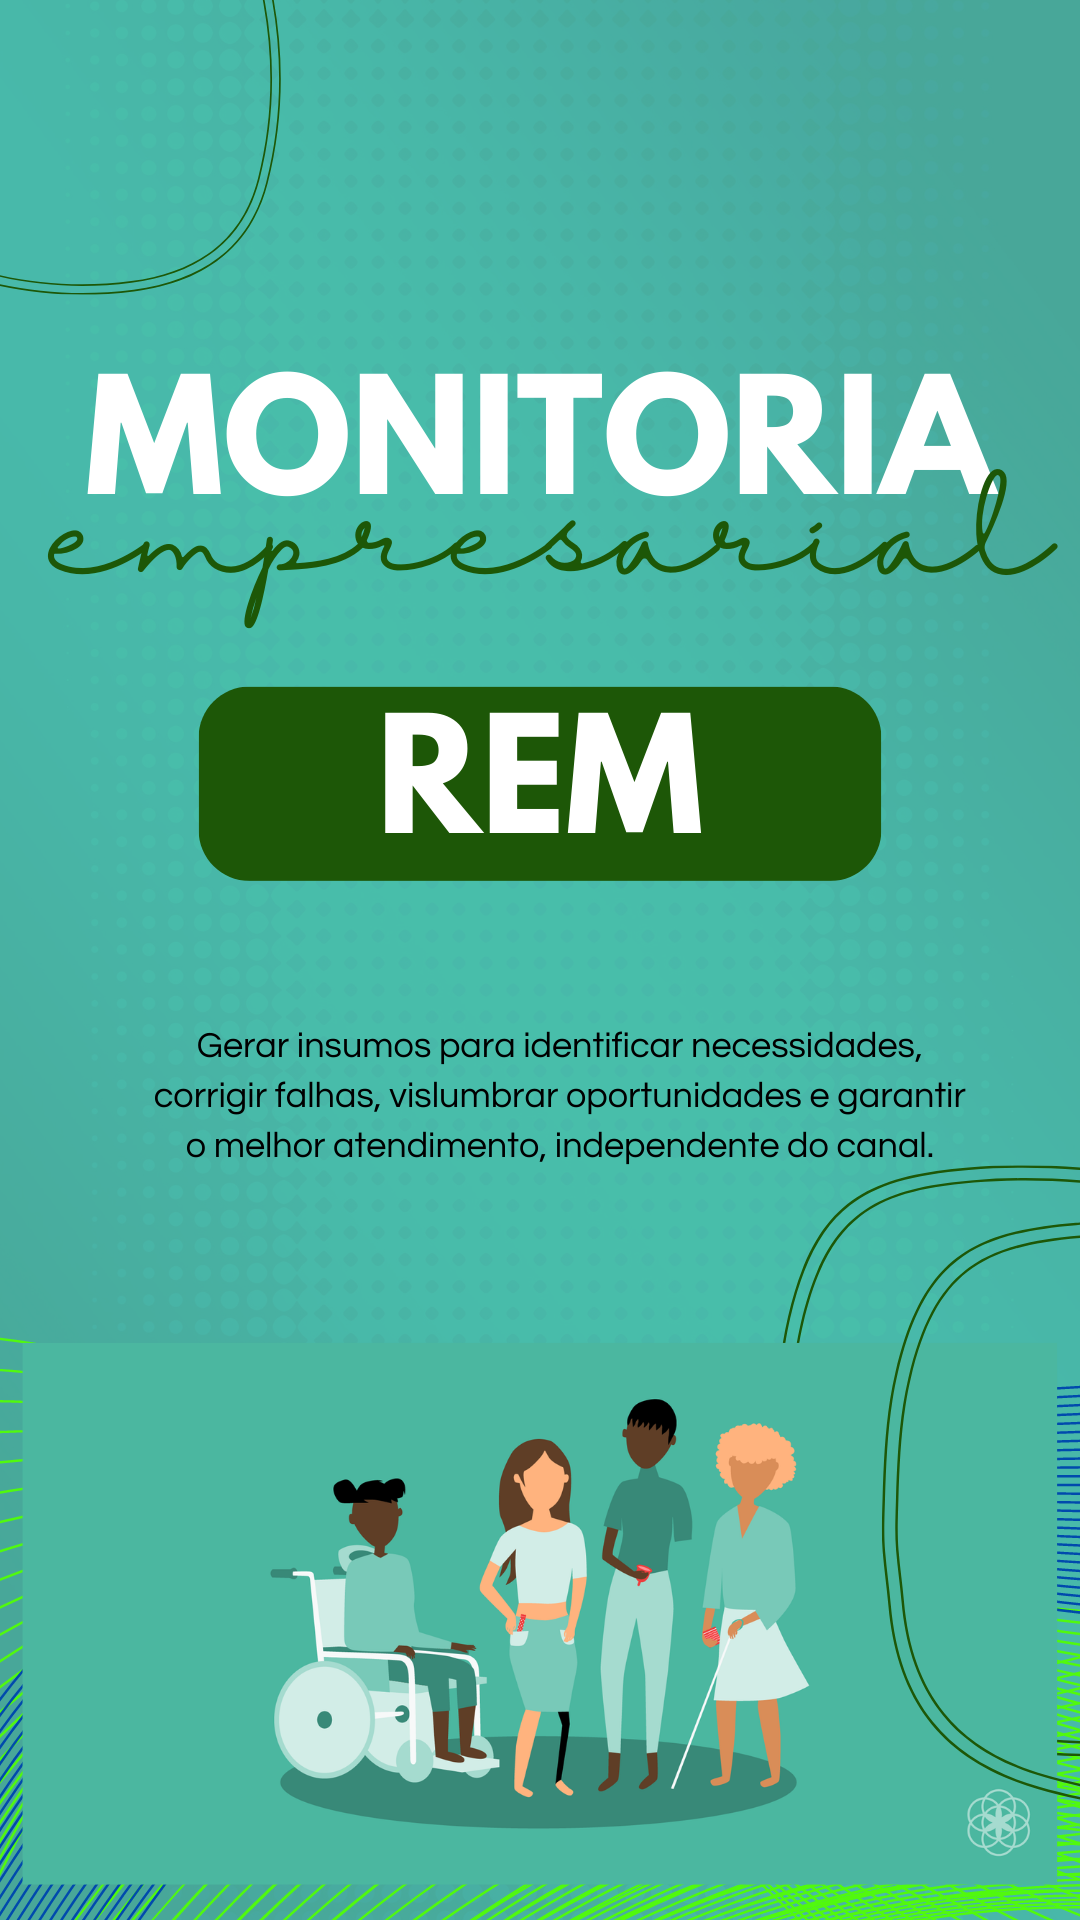 MONITORIA
empresarial
REM
Gerar insumos para identificar necessidades,
corrigir falhas, vislumbrar oportunidades e garantir
o melhor atendimento, independente do canal.